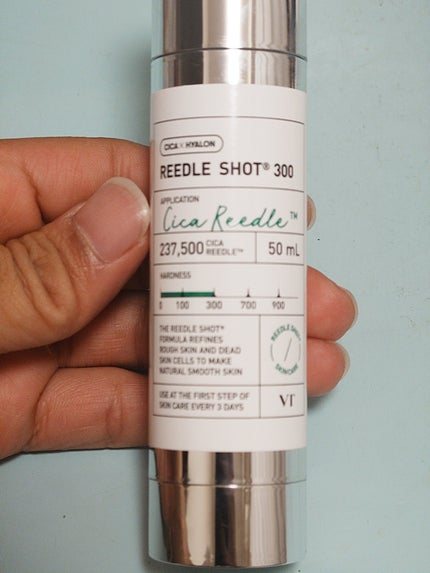 CICA × HYALON
REEDLE SHOT® 300
APPLICATION
Cica Reedle™
237,500 CICA REEDLE™ 50 mL
HARDNESS
0 100 300 700 900
THE REEDLE SHOT®
FORMULA REFINES
ROUGH SKIN AND DEAD
SKIN CELLS TO MAKE
NATURAL SMOOTH SKIN
REEDLE SHOT®
SKINCARE
USE AT THE FIRST STEP OF
SKIN CARE EVERY 3 DAYS
VT